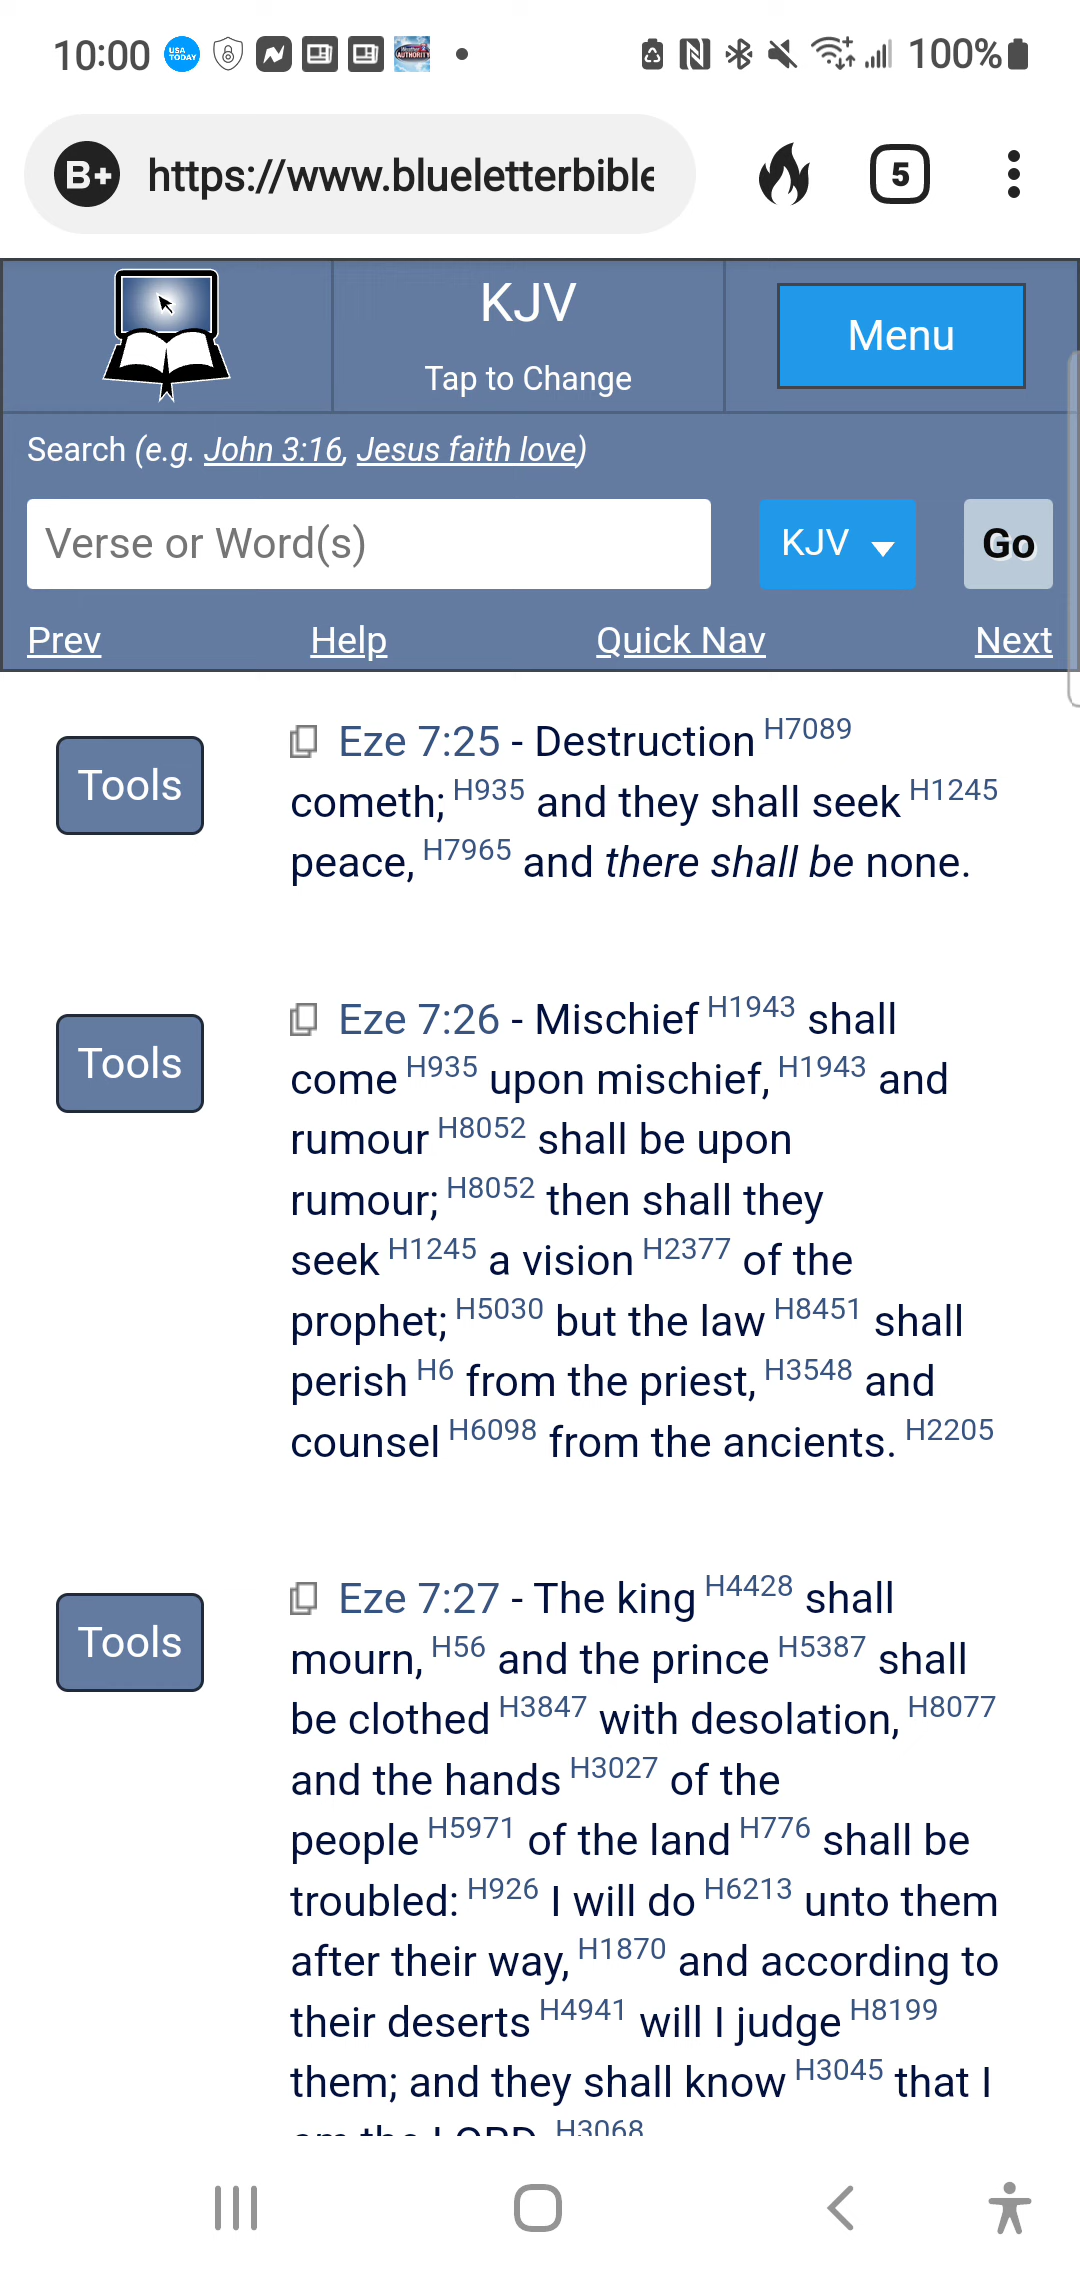 10:00 USA TODAY 100%
B+ https://www.blueletterbible 5
KJV
Tap to Change
Menu
Search (e.g. John 3:16, Jesus faith love)
Verse or Word(s) KJV Go
Prev Help Quick Nav Next
Tools
Eze 7:25 - Destruction H7089
cometh; H935 and they shall seek H1245
peace, H7965 and there shall be none.
Tools
Eze 7:26 - Mischief H1943 shall
come H935 upon mischief, H1943 and
rumour H8052 shall be upon
rumour; H8052 then shall they
seek H1245 a vision H2377 of the
prophet; H5030 but the law H8451 shall
perish H6 from the priest, H3548 and
counsel H6098 from the ancients. H2205
Tools
Eze 7:27 - The king H4428 shall
mourn, H56 and the prince H5387 shall
be clothed H3847 with desolation, H8077
and the hands H3027 of the
people H5971 of the land H776 shall be
troubled: H926 I will do H6213 unto them
after their way, H1870 and according to
their deserts H4941 will I judge H8199
them; and they shall know H3045 that I
am the LORD. H3068